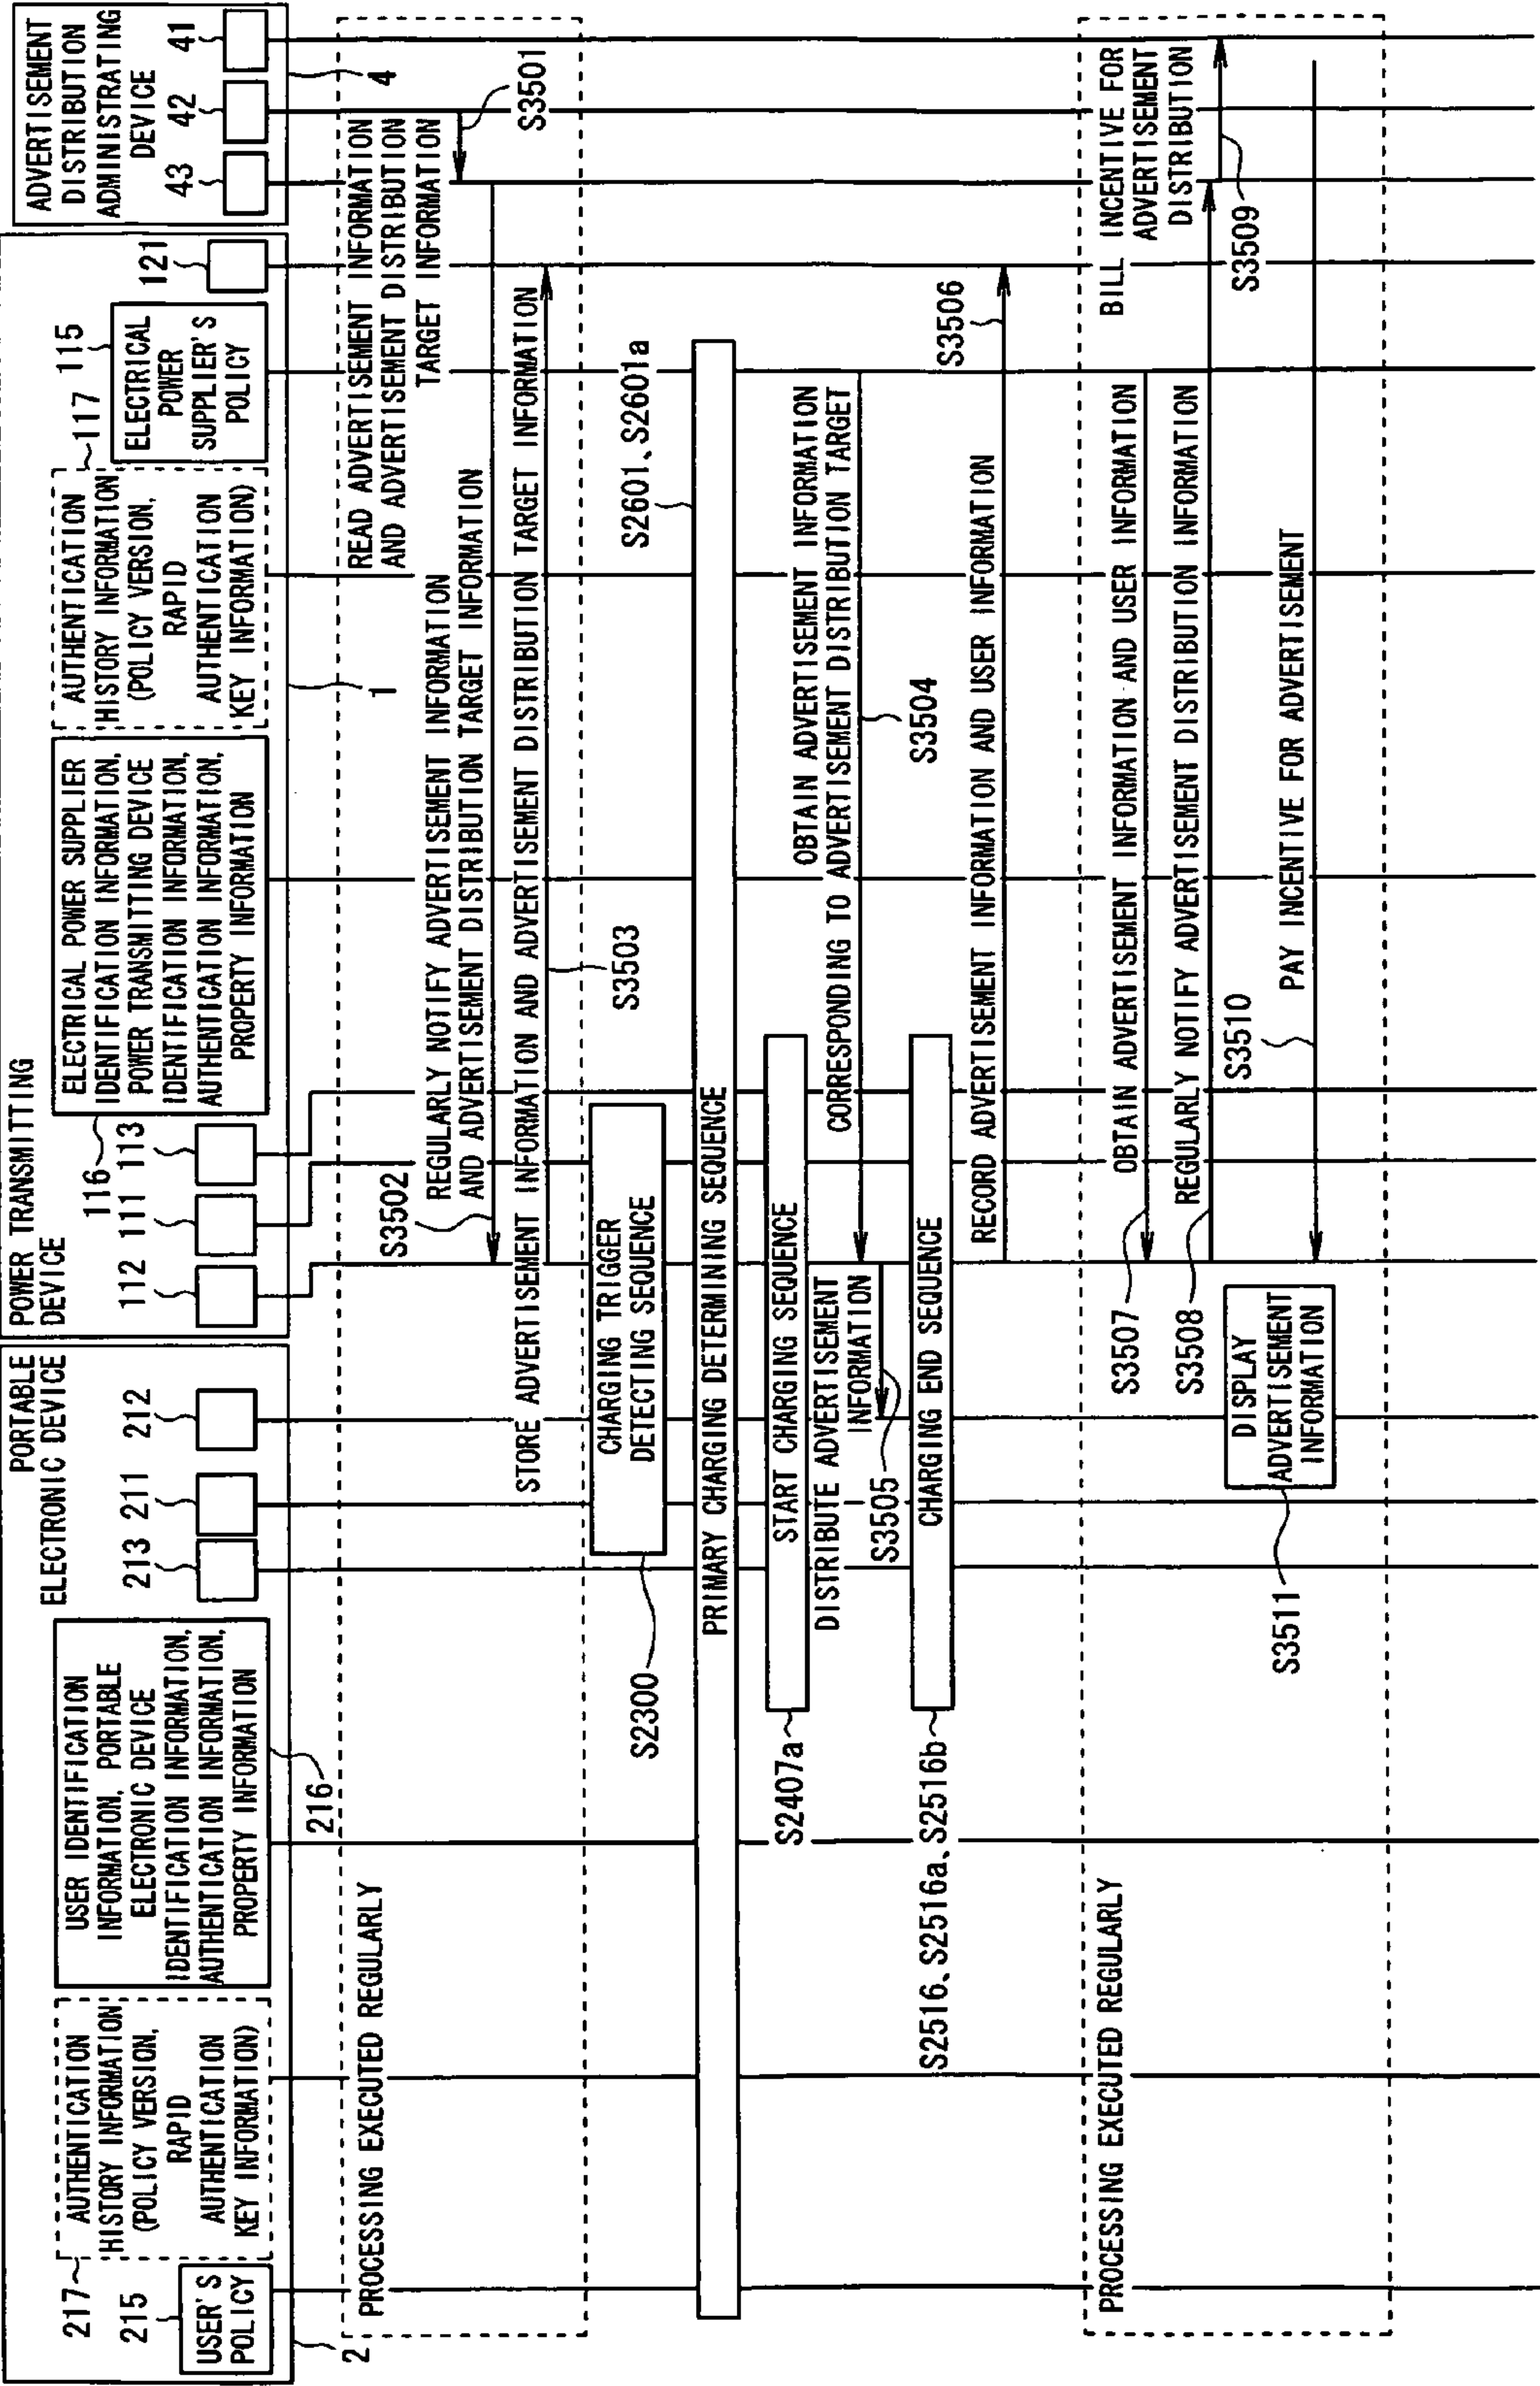 PORTABLE
ELECTRONIC DEVICE
217
AUTHENTICATION
HISTORY INFORMATION
(POLICY VERSION,
RAPID
AUTHENTICATION
KEY INFORMATION)
215
USER'S
POLICY
2
USER IDENTIFICATION
INFORMATION, PORTABLE
ELECTRONIC DEVICE
IDENTIFICATION INFORMATION,
AUTHENTICATION INFORMATION,
PROPERTY INFORMATION
216
213
211
212
POWER TRANSMITTING
DEVICE
112
111
113
116
ELECTRICAL POWER SUPPLIER
IDENTIFICATION INFORMATION,
POWER TRANSMITTING DEVICE
IDENTIFICATION INFORMATION,
AUTHENTICATION INFORMATION,
PROPERTY INFORMATION
1
117
AUTHENTICATION
HISTORY INFORMATION
(POLICY VERSION,
RAPID
AUTHENTICATION
KEY INFORMATION)
115
ELECTRICAL
POWER
SUPPLIER'S
POLICY
121
ADVERTISEMENT
DISTRIBUTION
ADMINISTRATING
DEVICE
43
42
41
4
PROCESSING EXECUTED REGULARLY
READ ADVERTISEMENT INFORMATION
AND ADVERTISEMENT DISTRIBUTION
TARGET INFORMATION
S3501
S3502
REGULARLY NOTIFY ADVERTISEMENT INFORMATION
AND ADVERTISEMENT DISTRIBUTION TARGET INFORMATION
STORE ADVERTISEMENT INFORMATION AND ADVERTISEMENT DISTRIBUTION TARGET INFORMATION
S3503
CHARGING TRIGGER
DETECTING SEQUENCE
S2300
S2601、S2601a
PRIMARY CHARGING DETERMINING SEQUENCE
START CHARGING SEQUENCE
S2407a
OBTAIN ADVERTISEMENT INFORMATION
CORRESPONDING TO ADVERTISEMENT DISTRIBUTION TARGET
S3504
DISTRIBUTE ADVERTISEMENT
INFORMATION
S3505
CHARGING END SEQUENCE
S2516、S2516a、S2516b
RECORD ADVERTISEMENT INFORMATION AND USER INFORMATION
S3506
PROCESSING EXECUTED REGULARLY
OBTAIN ADVERTISEMENT INFORMATION AND USER INFORMATION
S3507
REGULARLY NOTIFY ADVERTISEMENT DISTRIBUTION INFORMATION
S3508
BILL INCENTIVE FOR
ADVERTISEMENT
DISTRIBUTION
S3509
S3510
PAY INCENTIVE FOR ADVERTISEMENT
DISPLAY
ADVERTISEMENT
INFORMATION
S3511